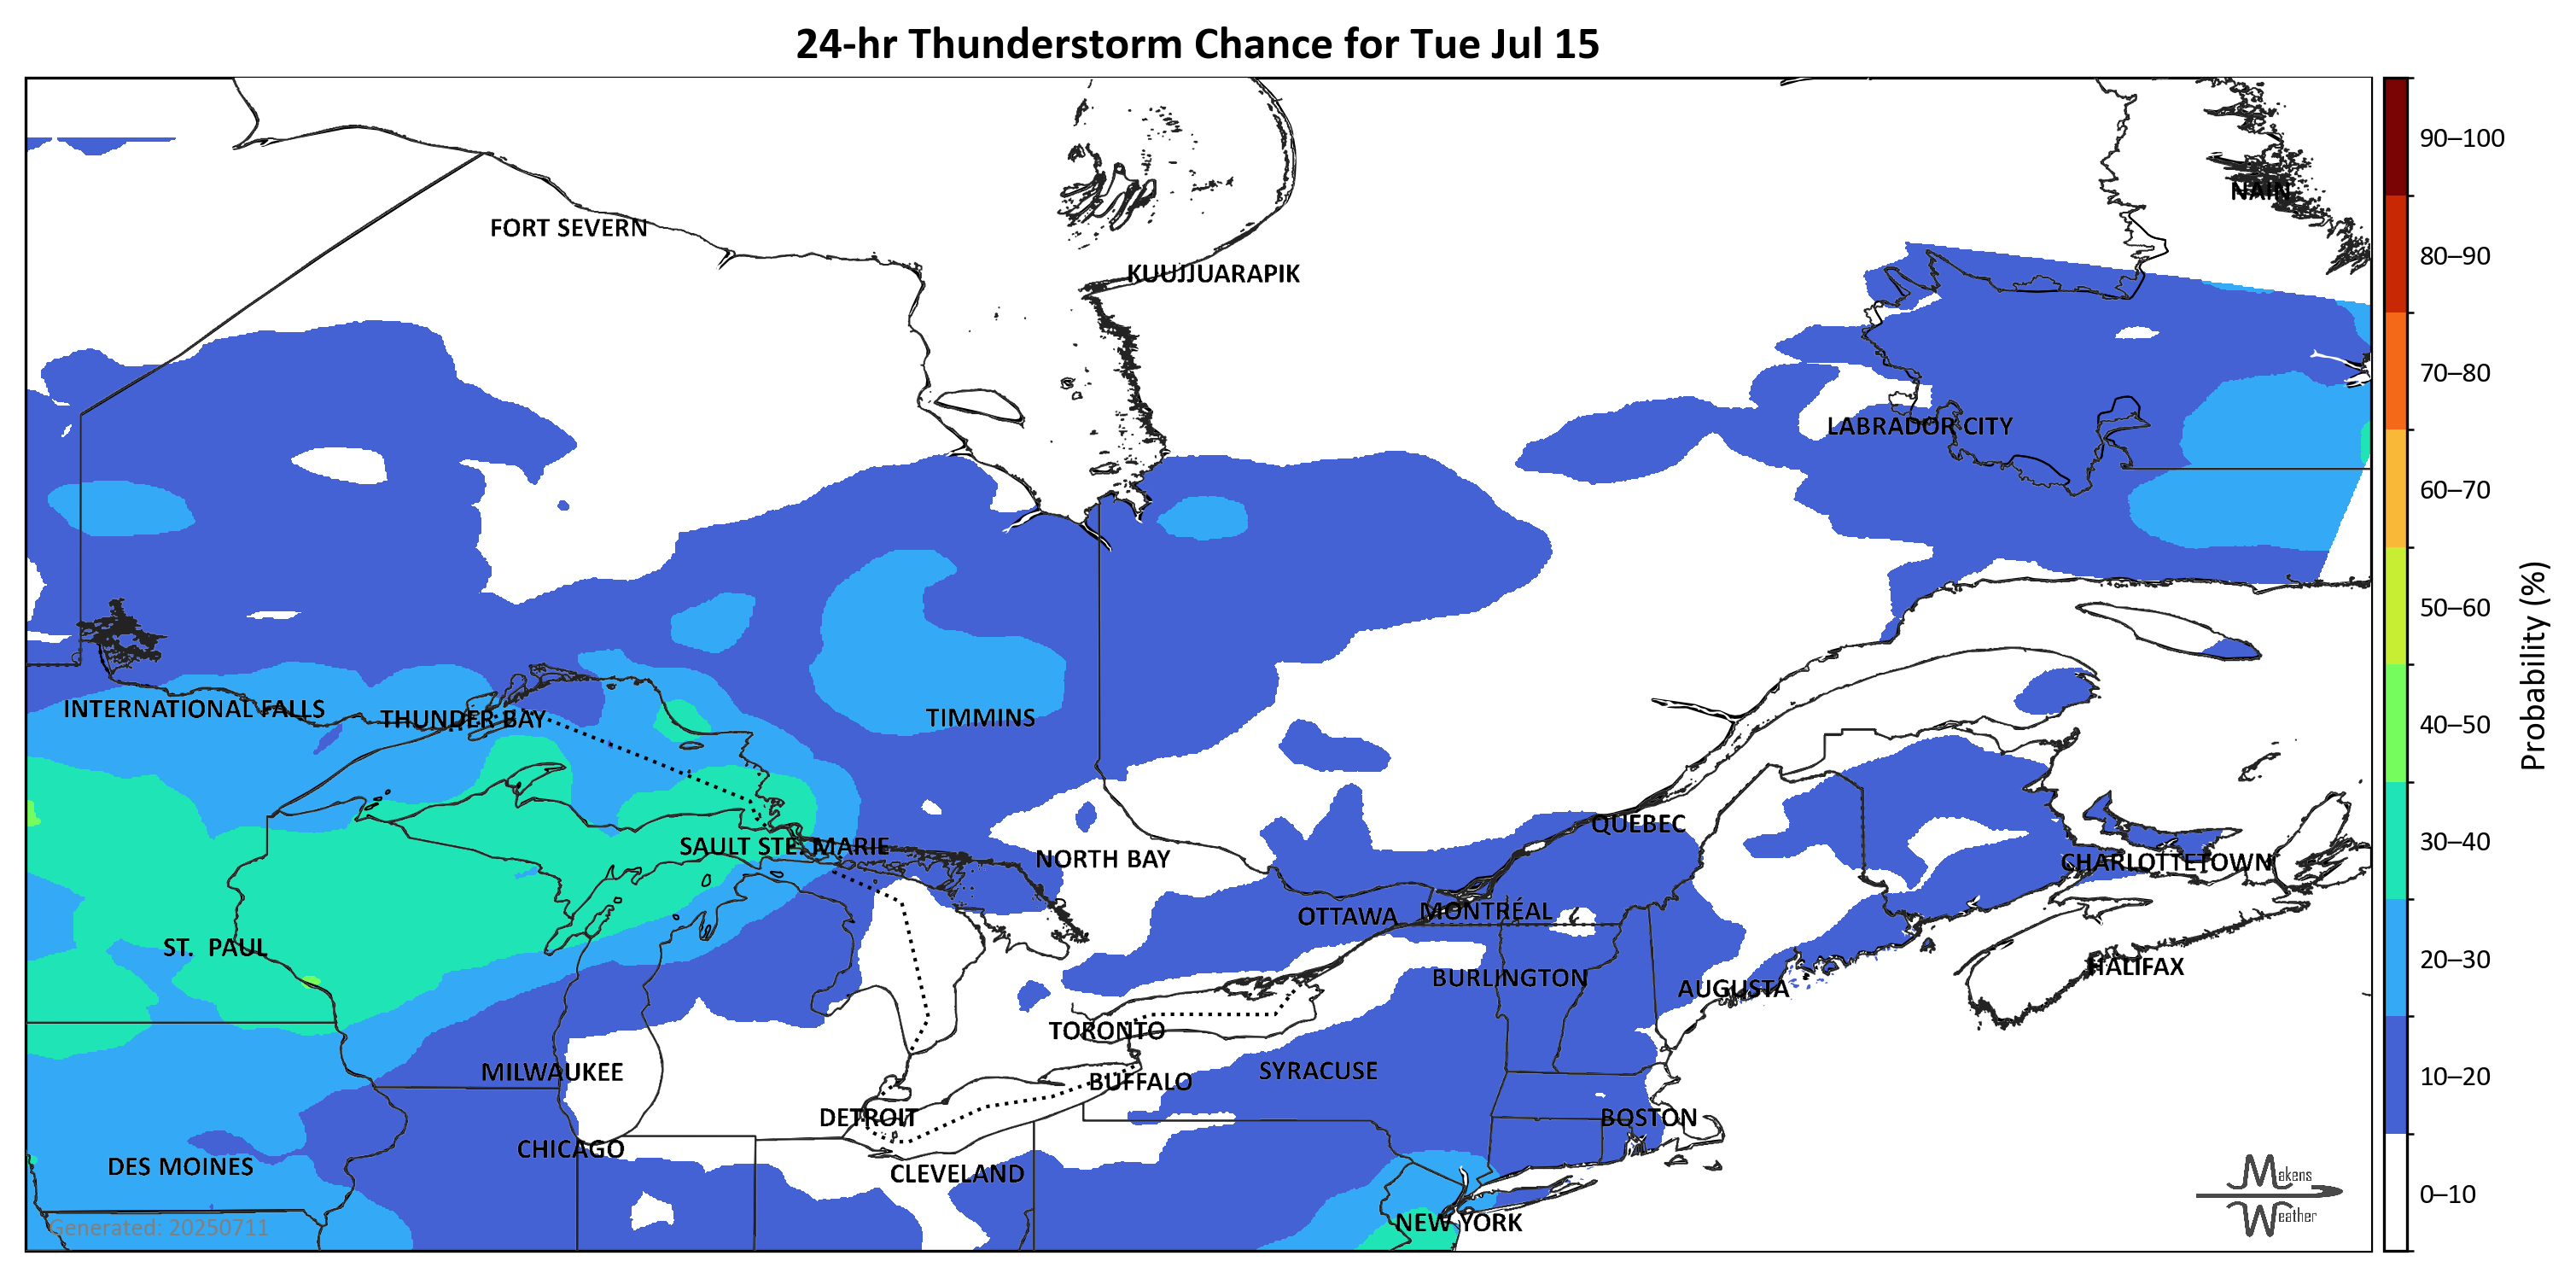 24-hr Thunderstorm Chance for Tue Jul 15
90–100
NAIN
FORT SEVERN
80–90
KUUJJUARAPIK
70–80
LABRADOR CITY
60–70
50–60
Probability (%)
INTERNATIONAL FALLS
THUNDER BAY
TIMMINS
40–50
QUÉBEC
30–40
SAULT STE. MARIE
NORTH BAY
CHARLOTTETOWN
OTTAWA
MONTRÉAL
ST. PAUL
20–30
HALIFAX
BURLINGTON
AUGUSTA
TORONTO
MILWAUKEE
SYRACUSE
10–20
BUFFALO
DETROIT
BOSTON
CHICAGO
DES MOINES
CLEVELAND
Makens
Weather
0–10
NEW YORK
Generated: 20250711